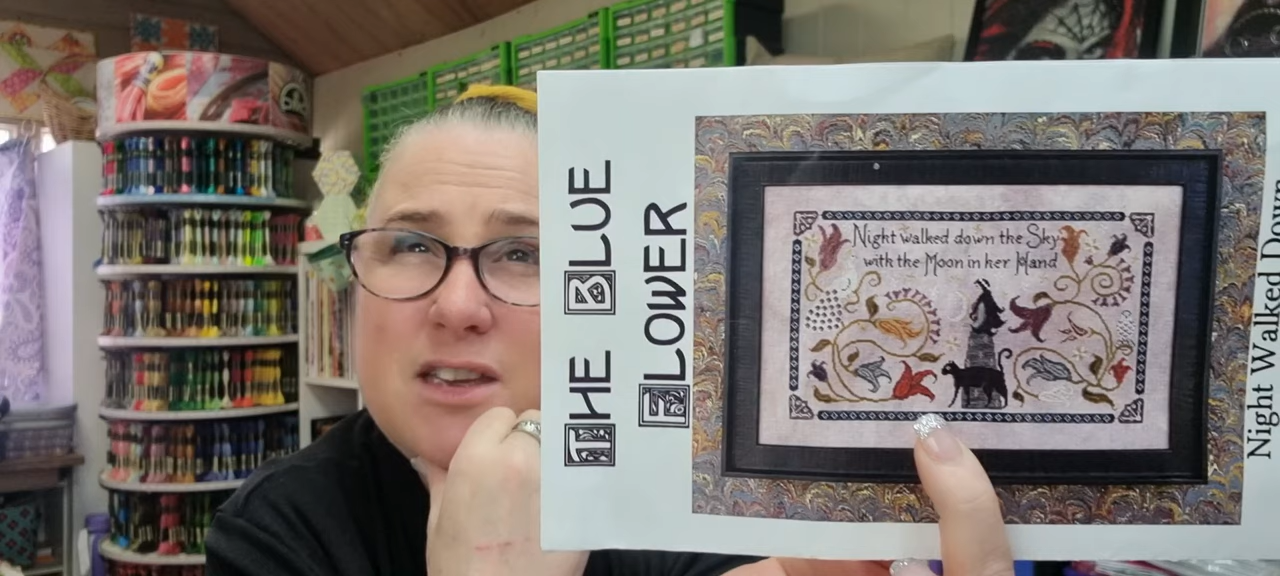 THE BLUE
FLOWER
Night walked down the Sky
with the Moon in her Hand
Night Walked Down